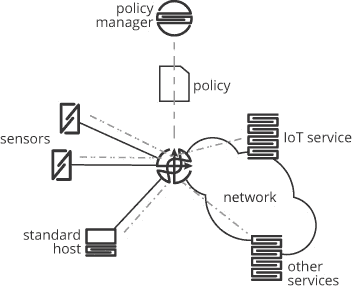 policy
manager
policy
sensors
IoT service
network
standard
host
other
services